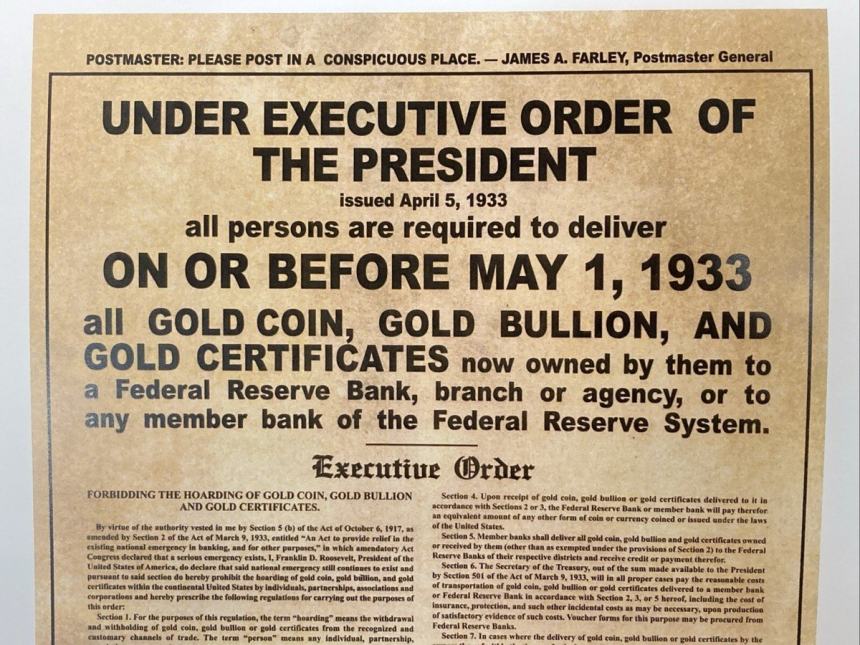 POSTMASTER: PLEASE POST IN A CONSPICUOUS PLACE. — JAMES A. FARLEY, Postmaster General
UNDER EXECUTIVE ORDER OF
THE PRESIDENT
issued April 5, 1933
all persons are required to deliver
ON OR BEFORE MAY 1, 1933
all GOLD COIN, GOLD BULLION, AND
GOLD CERTIFICATES now owned by them to
a Federal Reserve Bank, branch or agency, or to
any member bank of the Federal Reserve System.
Executive Order
FORBIDDING THE HOARDING OF GOLD COIN, GOLD BULLION
AND GOLD CERTIFICATES.
By virtue of the authority vested in me by Section 5 (b) of the Act of October 6, 1917, as
amended by Section 2 of the Act of March 9, 1933, entitled "An Act to provide relief in the
existing national emergency in banking, and for other purposes," in which amendatory Act
Congress declared that a serious emergency exists, I, Franklin D. Roosevelt, President of the
United States of America, do declare that said national emergency still continues to exist and
pursuant to said section do hereby prohibit the hoarding of gold coin, gold bullion, and gold
certificates within the continental United States by individuals, partnerships, associations and
corporations and hereby prescribe the following regulations for carrying out the purposes of
this order:
Section 1. For the purposes of this regulation, the term "hoarding" means the withdrawal
and withholding of gold coin, gold bullion or gold certificates from the recognized and
customary channels of trade. The term "person" means any individual, partnership,
Section 4. Upon receipt of gold coin, gold bullion or gold certificates delivered to it in
accordance with Sections 2 or 3, the Federal Reserve Bank or member bank will pay therefor
an equivalent amount of any other form of coin or currency coined or issued under the laws
of the United States.
Section 5. Member banks shall deliver all gold coin, gold bullion and gold certificates owned
or received by them (other than as exempted under the provisions of Section 2) to the Federal
Reserve Banks of their respective districts and receive credit or payment therefor.
Section 6. The Secretary of the Treasury, out of the sum made available to the President
by Section 501 of the Act of March 9, 1933, will in all proper cases pay the reasonable costs
of transportation of gold coin, gold bullion or gold certificates delivered to a member bank
or Federal Reserve Bank in accordance with Section 2, 3, or 5 hereof, including the cost of
insurance, protection, and such other incidental costs as may be necessary, upon production
of satisfactory evidence of such costs. Voucher forms for this purpose may be procured from
Federal Reserve Banks.
Section 7. In cases where the delivery of gold coin, gold bullion or gold certificates by the